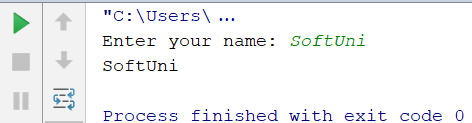 "C:\Users\ ...
Enter your name: SoftUni
SoftUni
Process finished with exit code 0